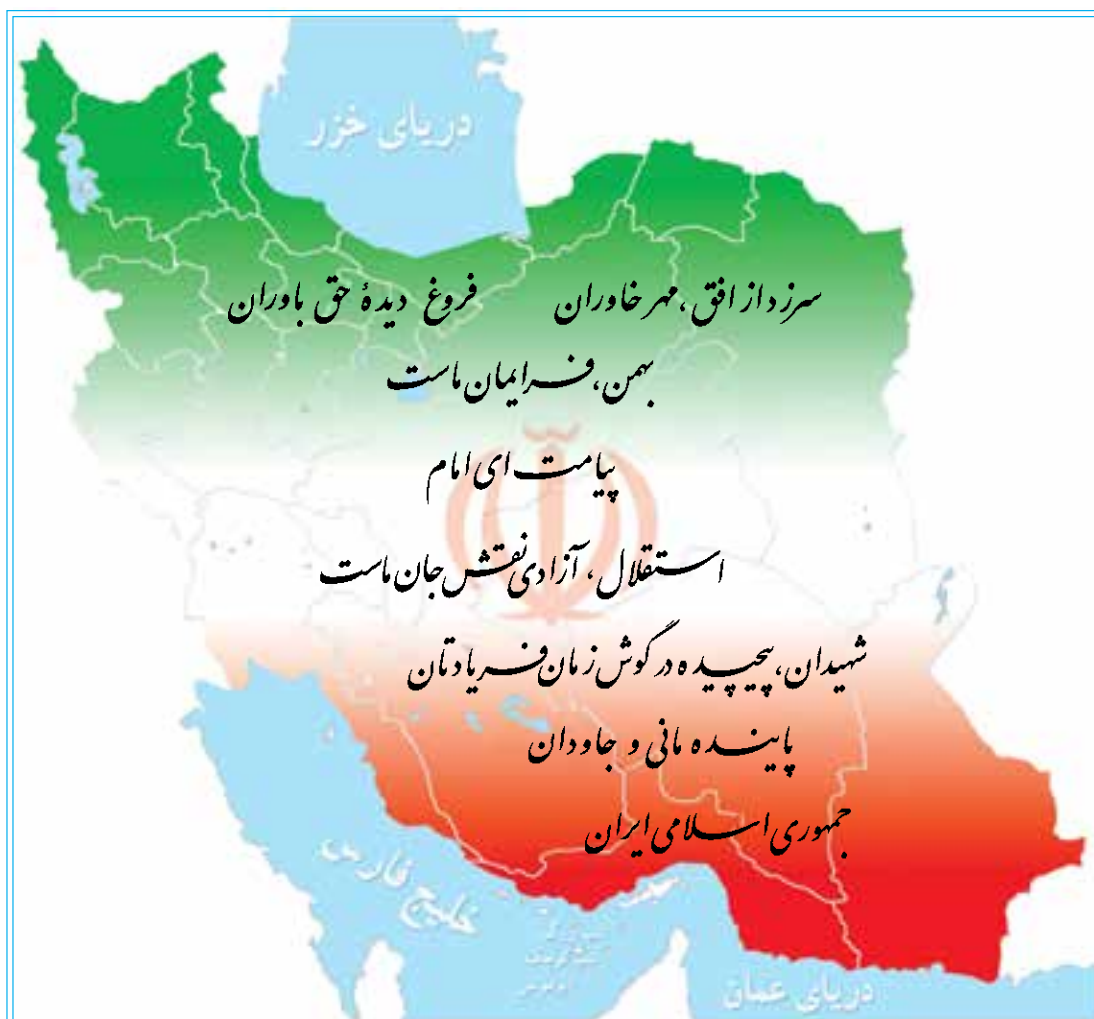 دریای خزر
سر زد از افق، مهر خاوران فروغ دیدهٔ حق باوران
بهمن، فر ایمان ماست
پیامت ای امام
استقلال، آزادی نقش جان ماست
شهیدان، پیچیده در گوش زمان فریادتان
پاینده مانی و جاودان
جمهوری اسلامی ایران
خلیج فارس
دریای عمان